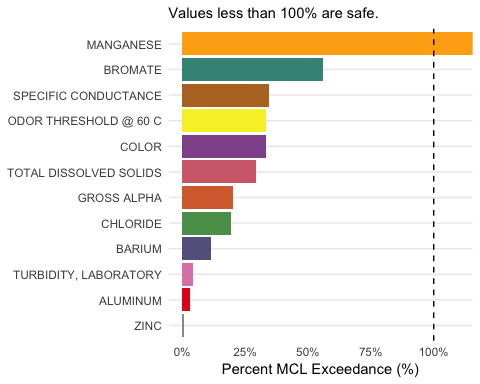 Values less than 100% are safe.
MANGANESE
BROMATE
SPECIFIC CONDUCTANCE
ODOR THRESHOLD @ 60 C
COLOR
TOTAL DISSOLVED SOLIDS
GROSS ALPHA
CHLORIDE
BARIUM
TURBIDITY, LABORATORY
ALUMINUM
ZINC
0% 25% 50% 75% 100%
Percent MCL Exceedance (%)